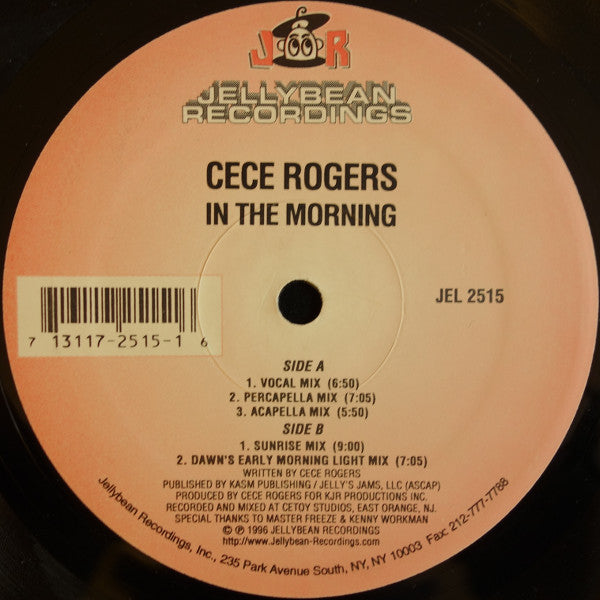 J R
JELLYBEAN
RECORDINGS
CECE ROGERS
IN THE MORNING
JEL 2515
7 13117-2515-1 6
SIDE A
1. VOCAL MIX (6:50)
2. PERCAPELLA MIX (7:05)
3. ACAPELLA MIX (5:50)
SIDE B
1. SUNRISE MIX (9:00)
2. DAWN'S EARLY MORNING LIGHT MIX (7:05)
WRITTEN BY CECE ROGERS
PUBLISHED BY KASM PUBLISHING / JELLY'S JAMS, LLC (ASCAP)
PRODUCED BY CECE ROGERS FOR KJR PRODUCTIONS INC.
RECORDED AND MIXED AT CETOY STUDIOS, EAST ORANGE, NJ.
SPECIAL THANKS TO MASTER FREEZE & KENNY WORKMAN
© ℗ 1996 JELLYBEAN RECORDINGS
http://www.Jellybean-Recordings.com
Jellybean Recordings, Inc., 235 Park Avenue South, NY, NY 10003 Fax: 212-777-7788